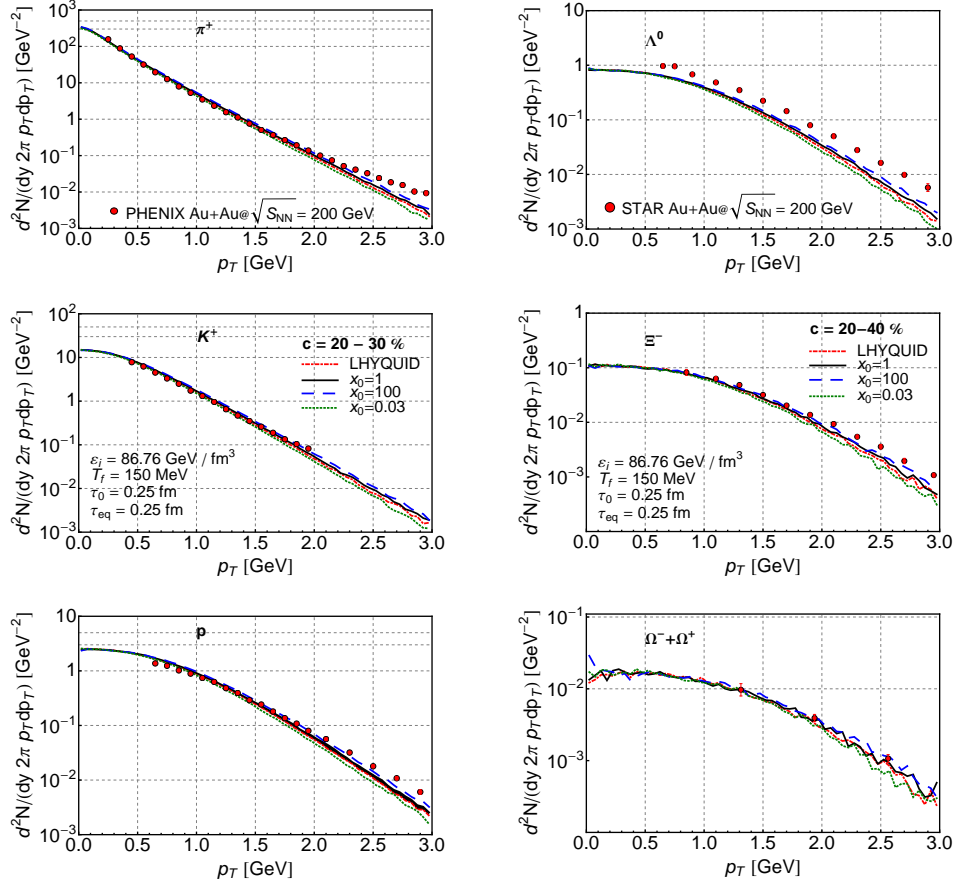 d²N/(dy 2π p_T dp_T) [GeV⁻²]
10³
10²
10
1
10⁻¹
10⁻²
10⁻³
π⁺
PHENIX Au+Au@√S_NN = 200 GeV
0.0 0.5 1.0 1.5 2.0 2.5 3.0
p_T [GeV]
d²N/(dy 2π p_T dp_T) [GeV⁻²]
10
1
10⁻¹
10⁻²
10⁻³
Λ⁰
STAR Au+Au@√S_NN = 200 GeV
0.0 0.5 1.0 1.5 2.0 2.5 3.0
p_T [GeV]
d²N/(dy 2π p_T dp_T) [GeV⁻²]
10²
10
1
10⁻¹
10⁻²
10⁻³
K⁺
c = 20 – 30 %
LHYQUID
x₀=1
x₀=100
x₀=0.03
ε_i = 86.76 GeV / fm³
T_f = 150 MeV
τ₀ = 0.25 fm
τ_eq = 0.25 fm
0.0 0.5 1.0 1.5 2.0 2.5 3.0
p_T [GeV]
d²N/(dy 2π p_T dp_T) [GeV⁻²]
1
10⁻¹
10⁻²
10⁻³
Ξ⁻
c = 20–40 %
LHYQUID
x₀=1
x₀=100
x₀=0.03
ε_i = 86.76 GeV / fm³
T_f = 150 MeV
τ₀ = 0.25 fm
τ_eq = 0.25 fm
0.0 0.5 1.0 1.5 2.0 2.5 3.0
p_T [GeV]
d²N/(dy 2π p_T dp_T) [GeV⁻²]
10
1
10⁻¹
10⁻²
10⁻³
p
0.0 0.5 1.0 1.5 2.0 2.5 3.0
p_T [GeV]
d²N/(dy 2π p_T dp_T) [GeV⁻²]
10⁻¹
10⁻²
10⁻³
Ω⁻+Ω⁺
0.0 0.5 1.0 1.5 2.0 2.5 3.0
p_T [GeV]